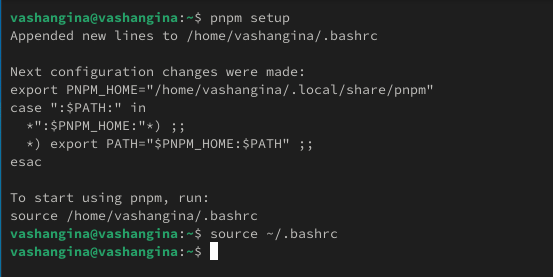 vashangina@vashangina:~$ pnpm setup
Appended new lines to /home/vashangina/.bashrc
Next configuration changes were made:
export PNPM_HOME="/home/vashangina/.local/share/pnpm"
case ":$PATH:" in
  *":$PNPM_HOME:"*) ;;
  *) export PATH="$PNPM_HOME:$PATH" ;;
esac
To start using pnpm, run:
source /home/vashangina/.bashrc
vashangina@vashangina:~$ source ~/.bashrc
vashangina@vashangina:~$